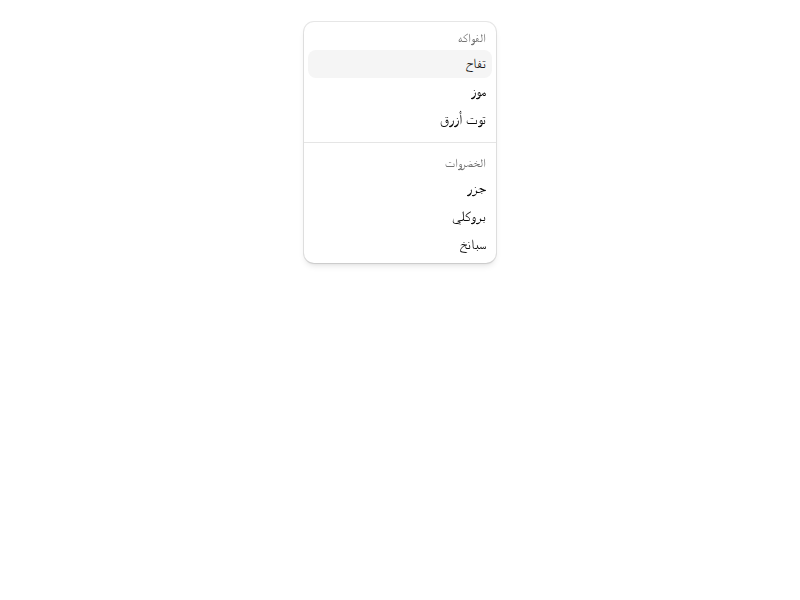 الفواكه
تفاح
موز
توت أزرق
الخضروات
جزر
بروكلي
سبانخ